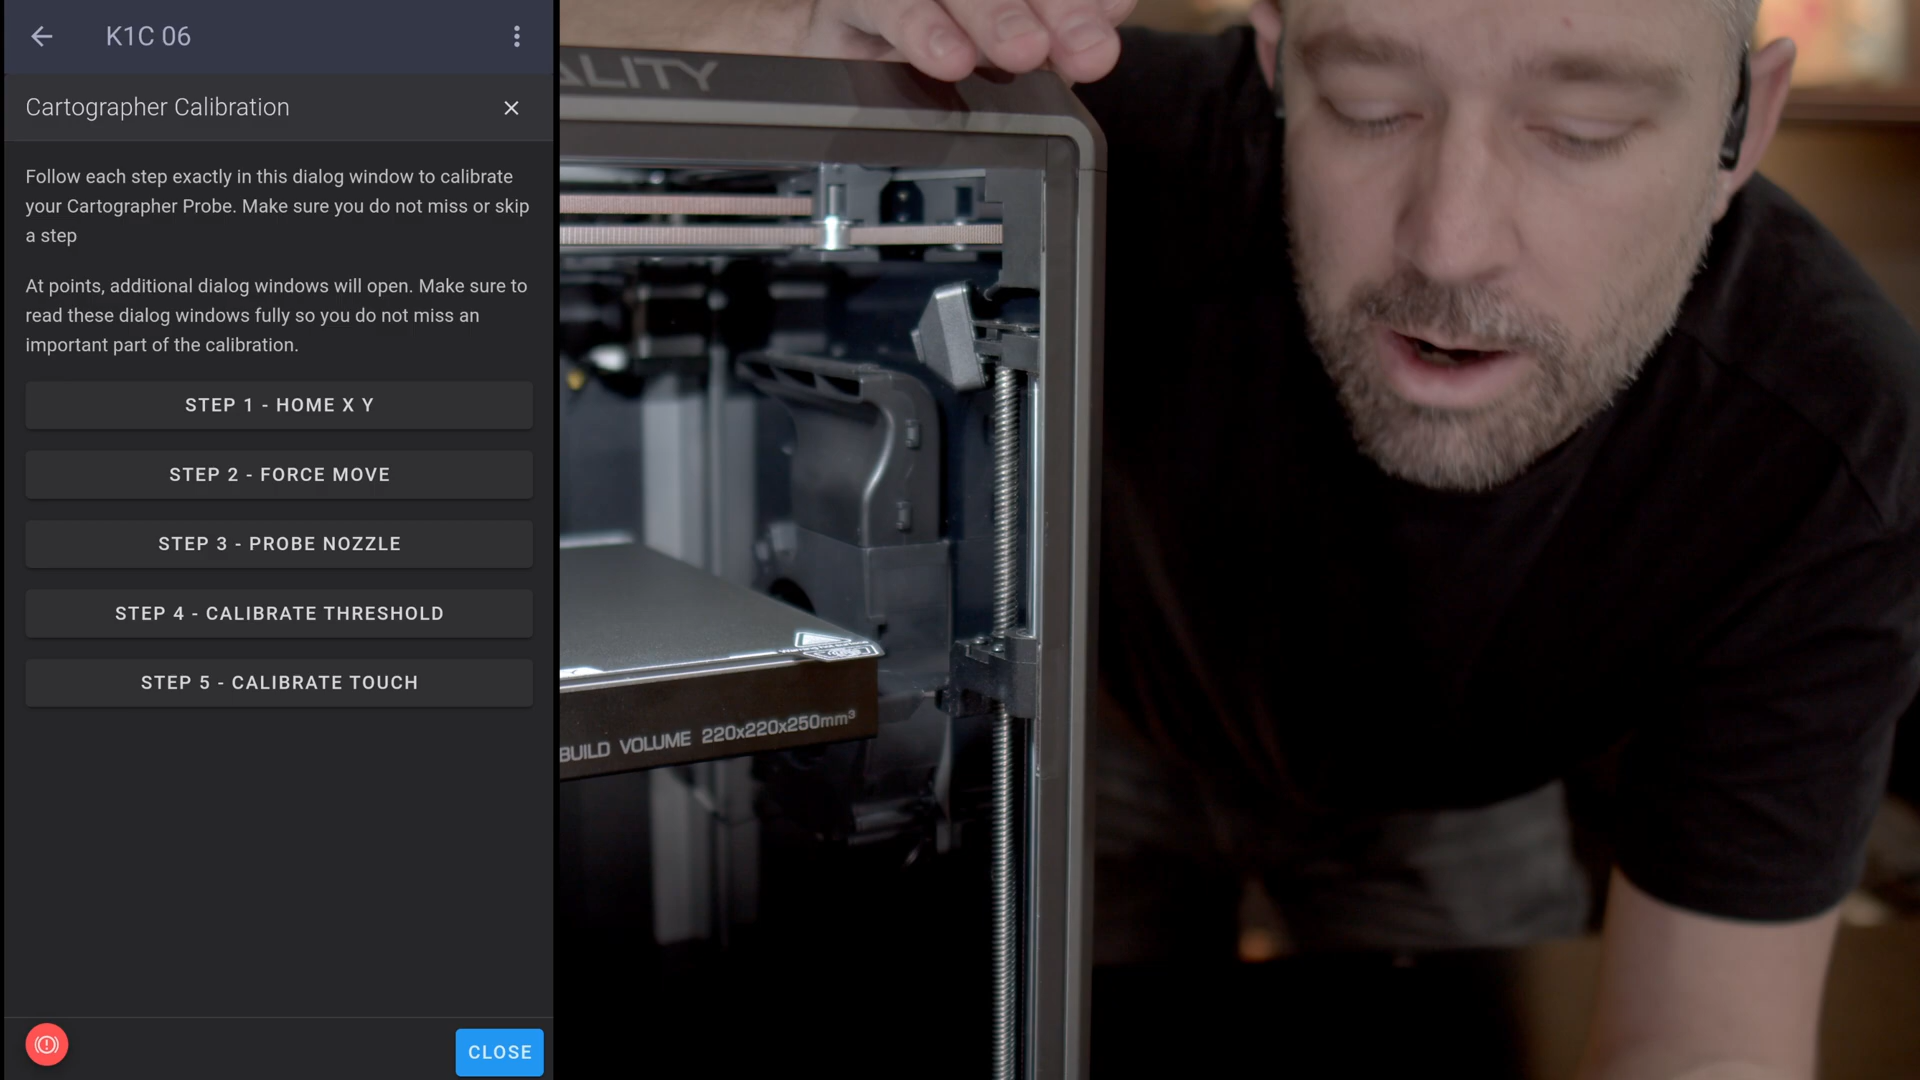 K1C 06
Cartographer Calibration
Follow each step exactly in this dialog window to calibrate
your Cartographer Probe. Make sure you do not miss or skip
a step
At points, additional dialog windows will open. Make sure to
read these dialog windows fully so you do not miss an
important part of the calibration.
STEP 1 - HOME X Y
STEP 2 - FORCE MOVE
STEP 3 - PROBE NOZZLE
STEP 4 - CALIBRATE THRESHOLD
STEP 5 - CALIBRATE TOUCH
CLOSE
ALITY
BUILD VOLUME 220x220x250mm³